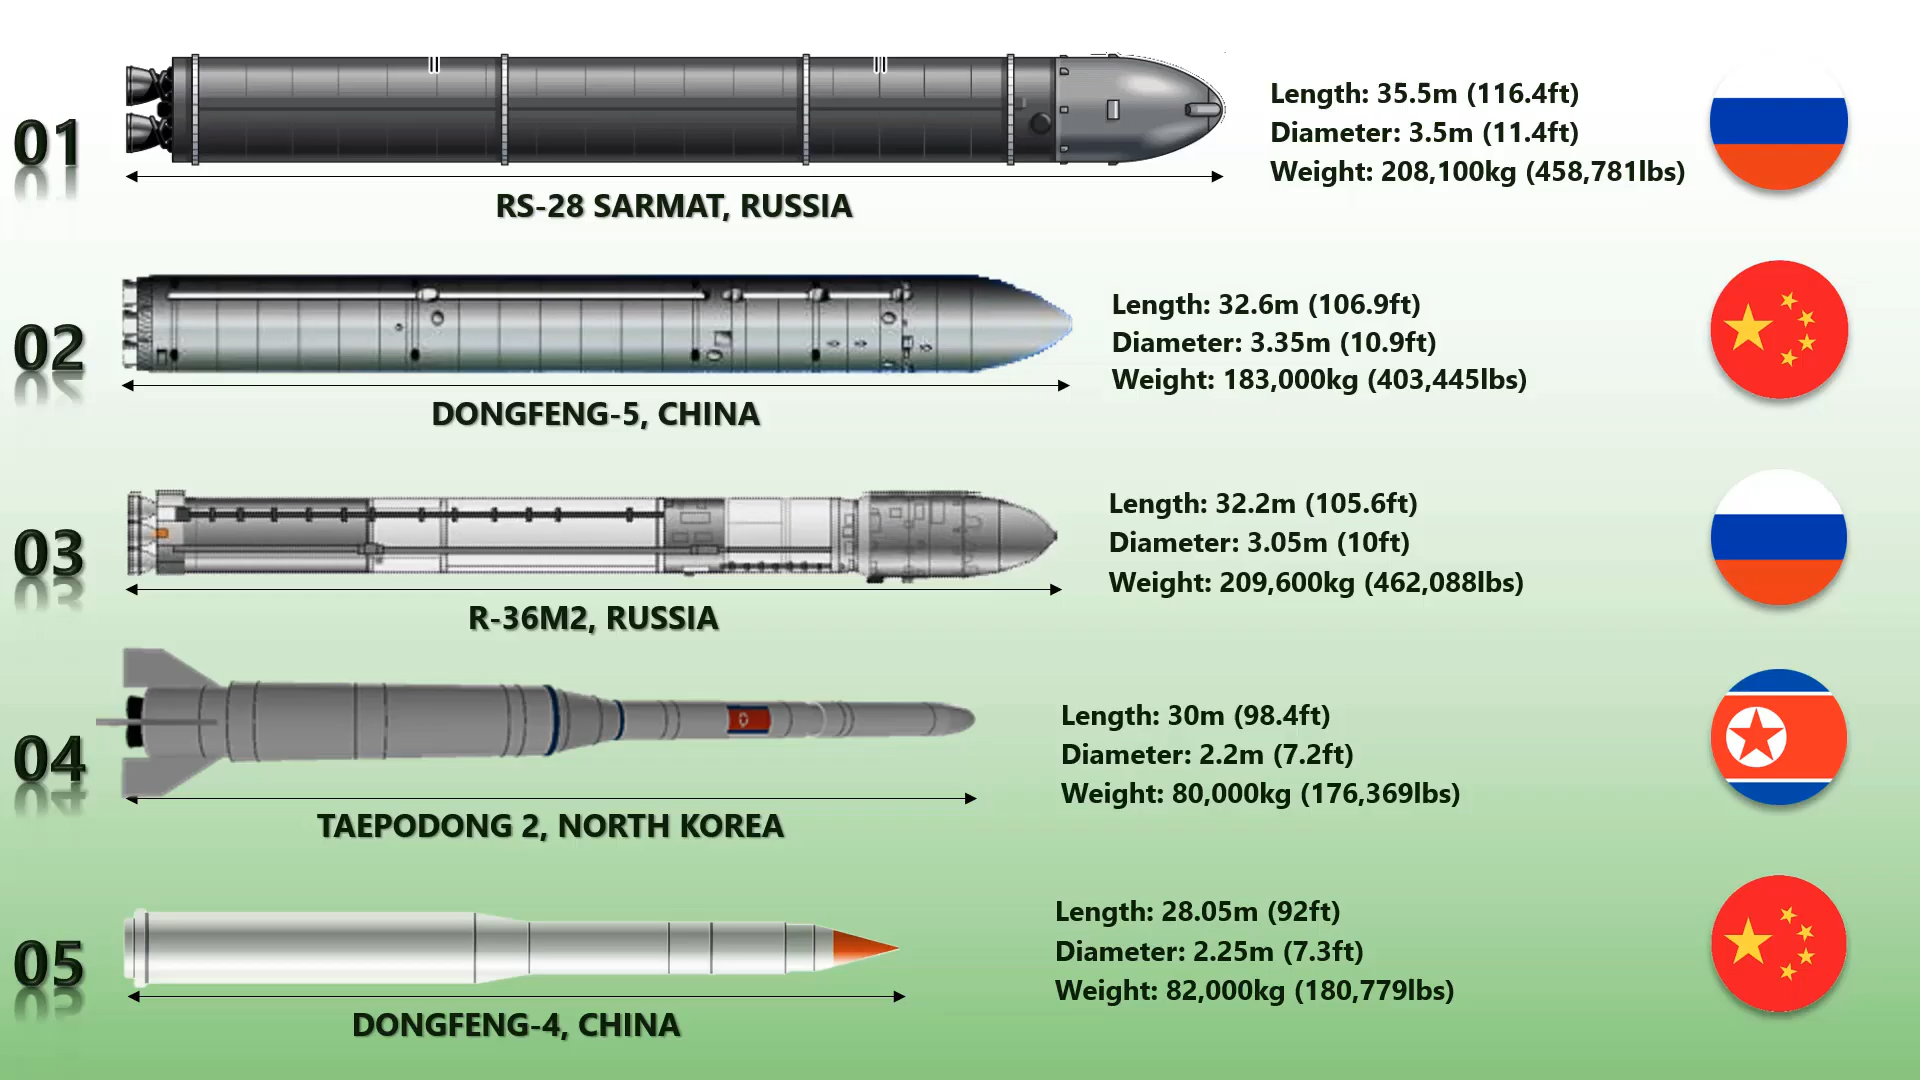 01
Length: 35.5m (116.4ft)
Diameter: 3.5m (11.4ft)
Weight: 208,100kg (458,781lbs)
RS-28 SARMAT, RUSSIA
02
Length: 32.6m (106.9ft)
Diameter: 3.35m (10.9ft)
Weight: 183,000kg (403,445lbs)
DONGFENG-5, CHINA
03
Length: 32.2m (105.6ft)
Diameter: 3.05m (10ft)
Weight: 209,600kg (462,088lbs)
R-36M2, RUSSIA
04
Length: 30m (98.4ft)
Diameter: 2.2m (7.2ft)
Weight: 80,000kg (176,369lbs)
TAEPODONG 2, NORTH KOREA
05
Length: 28.05m (92ft)
Diameter: 2.25m (7.3ft)
Weight: 82,000kg (180,779lbs)
DONGFENG-4, CHINA